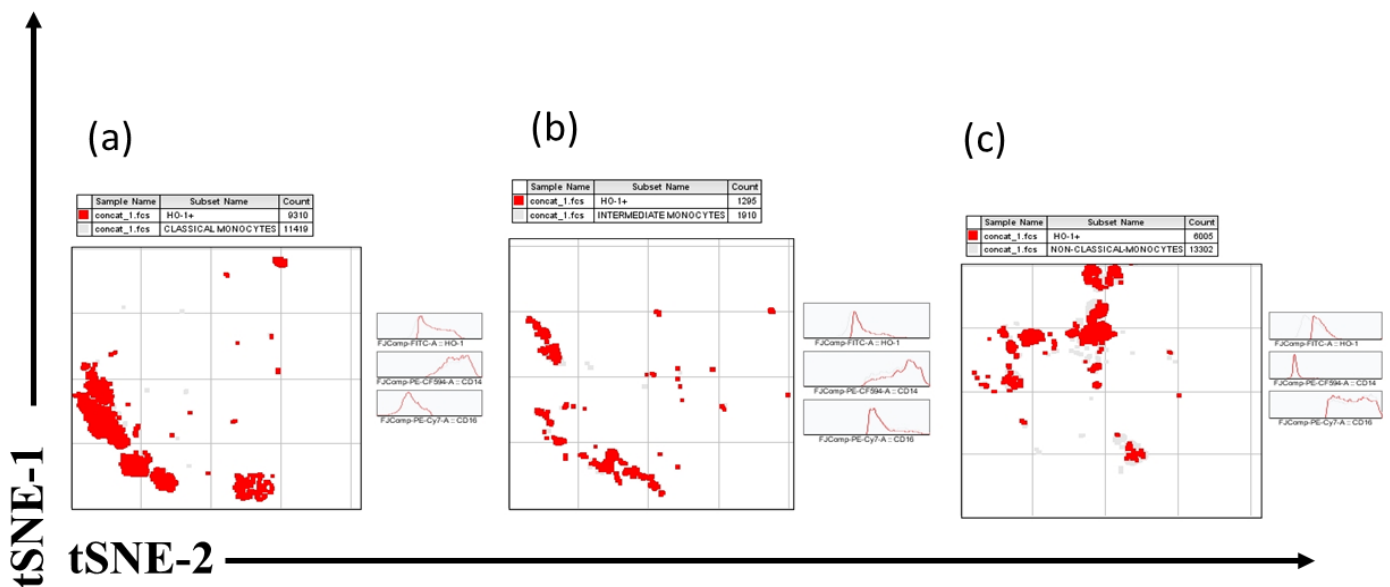 (a)
Sample Name Subset Name Count
concat_1.fcs HO-1+ 9310
concat_1.fcs CLASSICAL MONOCYTES 11419
FJComp-FITC-A :: HO-1
FJComp-PE-CF594-A :: CD14
FJComp-PE-Cy7-A :: CD16
(b)
Sample Name Subset Name Count
concat_1.fcs HO-1+ 1295
concat_1.fcs INTERMEDIATE MONOCYTES 1910
FJComp-FITC-A :: HO-1
FJComp-PE-CF594-A :: CD14
FJComp-PE-Cy7-A :: CD16
(c)
Sample Name Subset Name Count
concat_1.fcs HO-1+ 6005
concat_1.fcs NON-CLASSICAL-MONOCYTES 13302
FJComp-FITC-A :: HO-1
FJComp-PE-CF594-A :: CD14
FJComp-PE-Cy7-A :: CD16
tSNE-1
tSNE-2